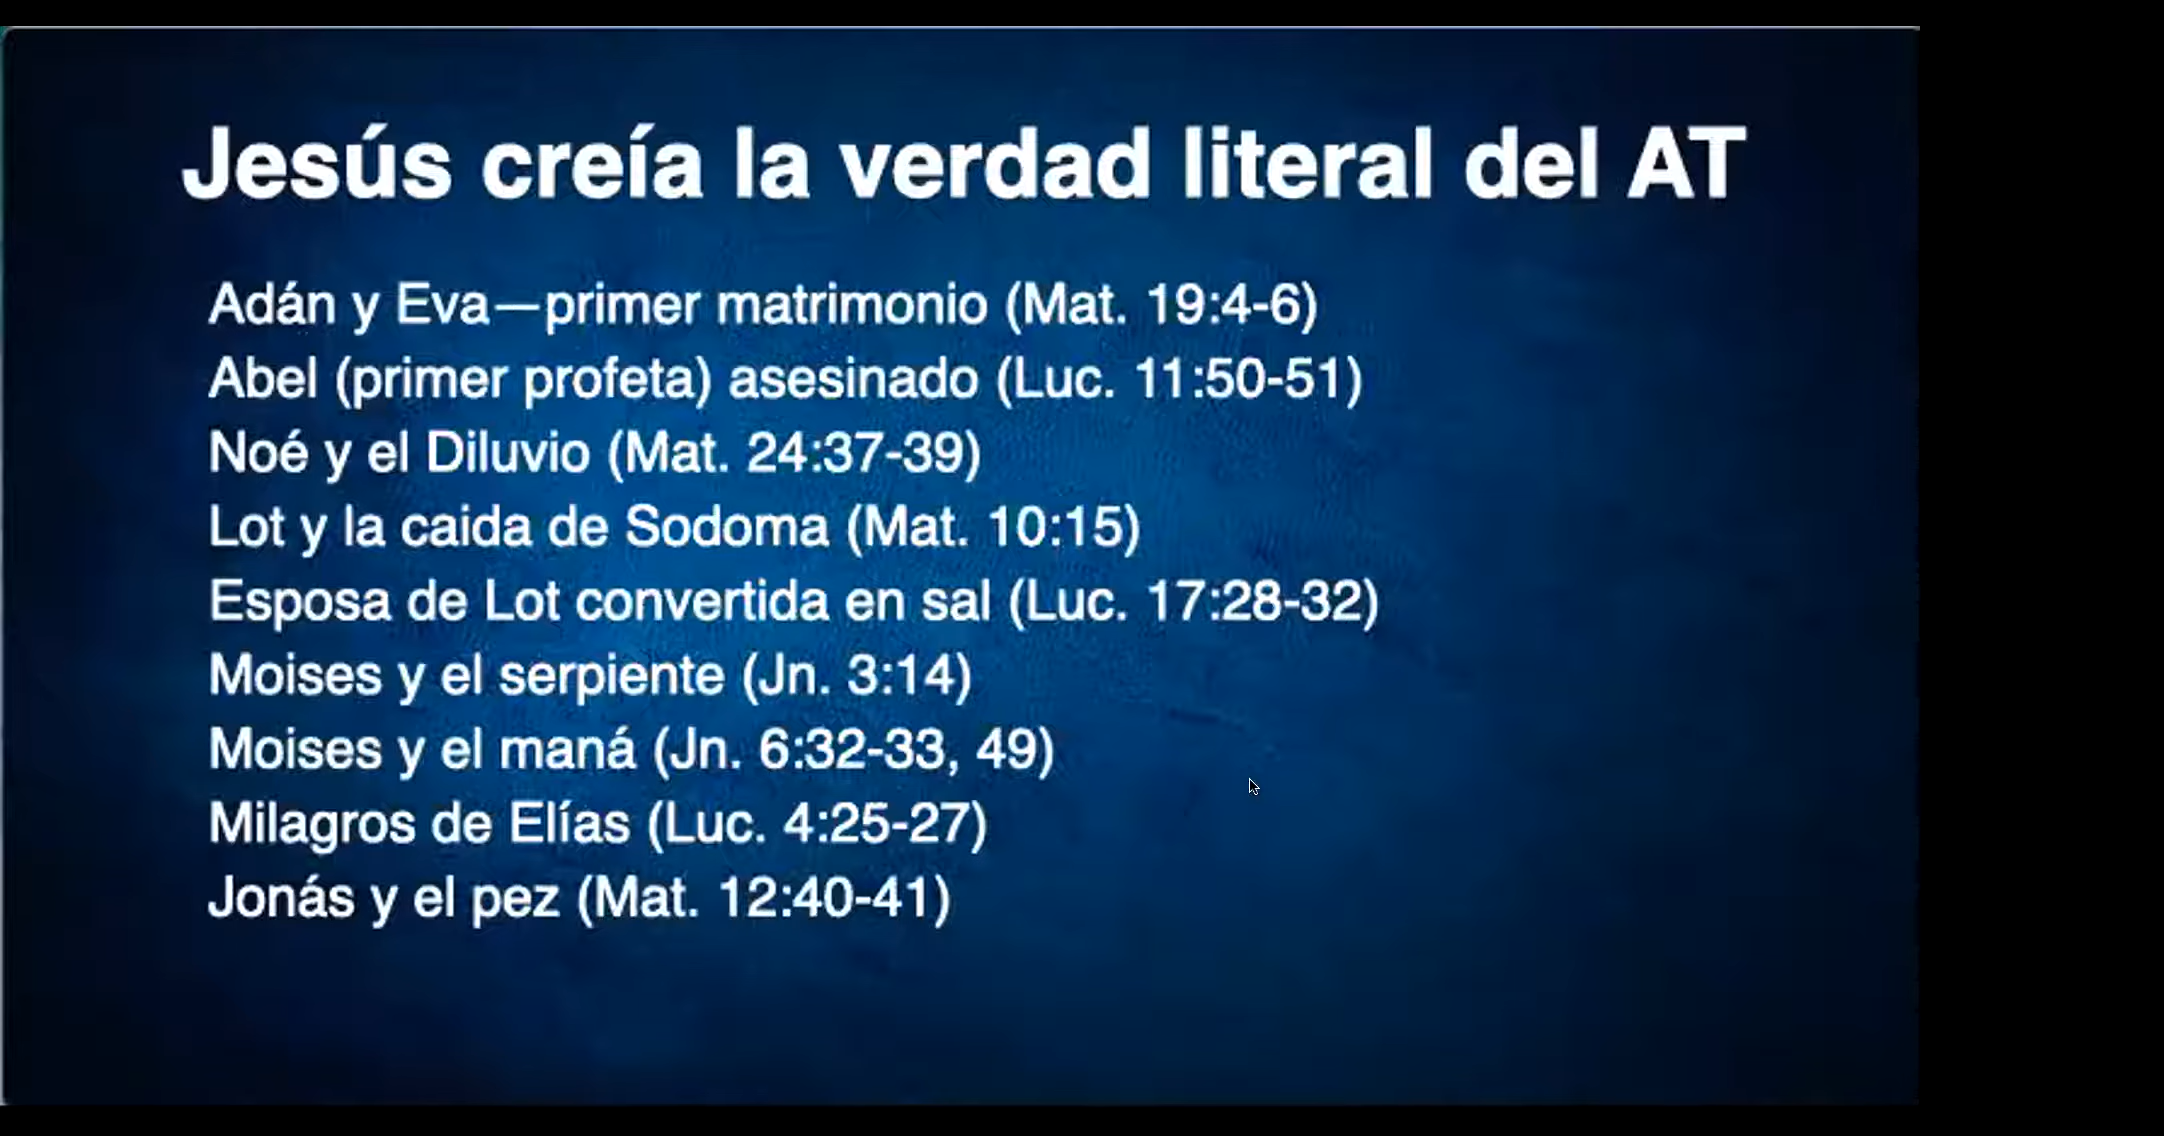 Jesús creía la verdad literal del AT
Adán y Eva—primer matrimonio (Mat. 19:4-6)
Abel (primer profeta) asesinado (Luc. 11:50-51)
Noé y el Diluvio (Mat. 24:37-39)
Lot y la caida de Sodoma (Mat. 10:15)
Esposa de Lot convertida en sal (Luc. 17:28-32)
Moises y el serpiente (Jn. 3:14)
Moises y el maná (Jn. 6:32-33, 49)
Milagros de Elías (Luc. 4:25-27)
Jonás y el pez (Mat. 12:40-41)